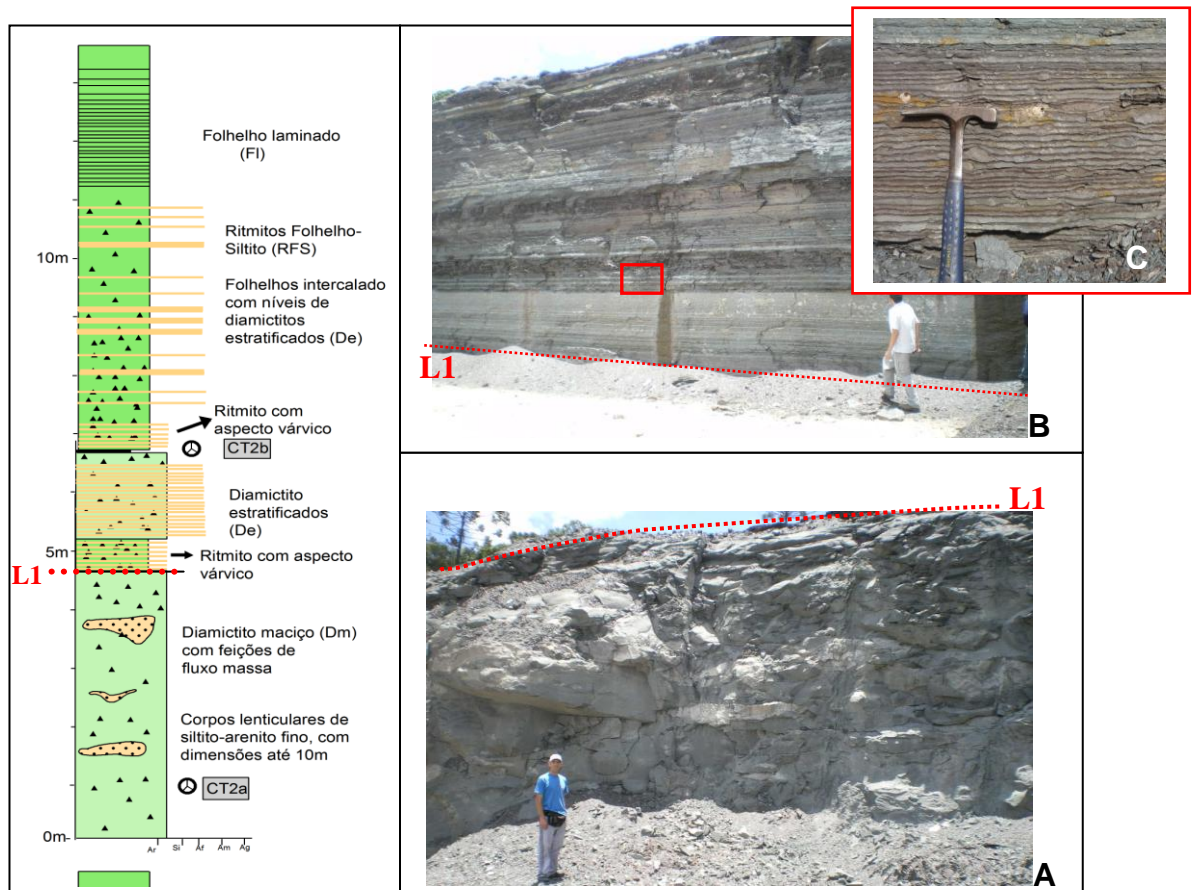 Folhelho laminado
(Fl)
Ritmitos Folhelho-
Siltito (RFS)
10m
Folhelhos intercalado
com níveis de
diamictitos
estratificados (De)
Ritmito com
aspecto várvico
CT2b
Diamictito
estratificados
(De)
5m
Ritmito com aspecto
várvico
L1
Diamictito maciço (Dm)
com feições de
fluxo massa
Corpos lenticulares de
siltito-arenito fino, com
dimensões até 10m
CT2a
0m
Ar Si Af Am Ag
L1
B
C
L1
A